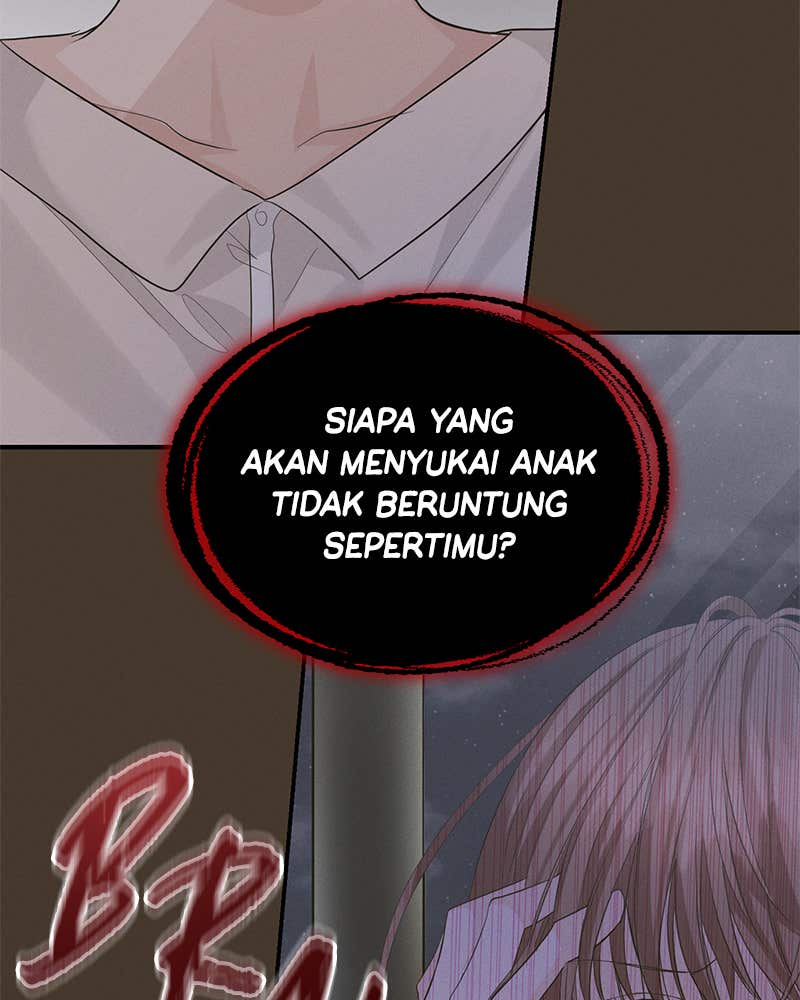 SIAPA YANG
AKAN MENYUKAI ANAK
TIDAK BERUNTUNG
SEPERTIMU?